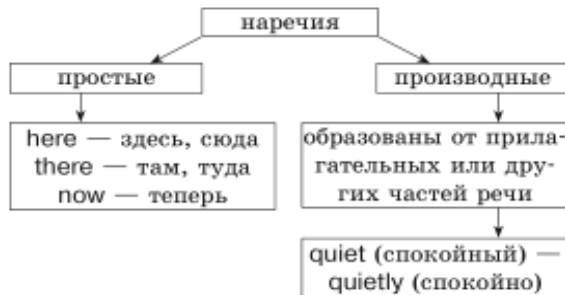 наречия
простые
производные
here — здесь, сюда
there — там, туда
now — теперь
образованы от прила-
гательных или дру-
гих частей речи
quiet (спокойный) —
quietly (спокойно)